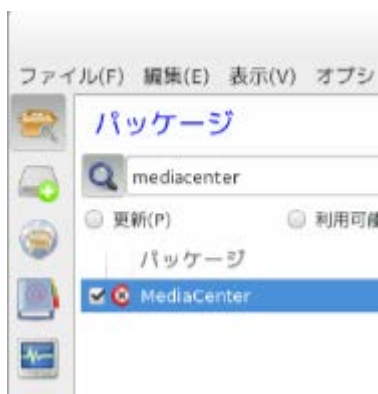 ファイル(F) 編集(E) 表示(V) オプシ
パッケージ
mediacenter
更新(P) 利用可能
パッケージ
MediaCenter